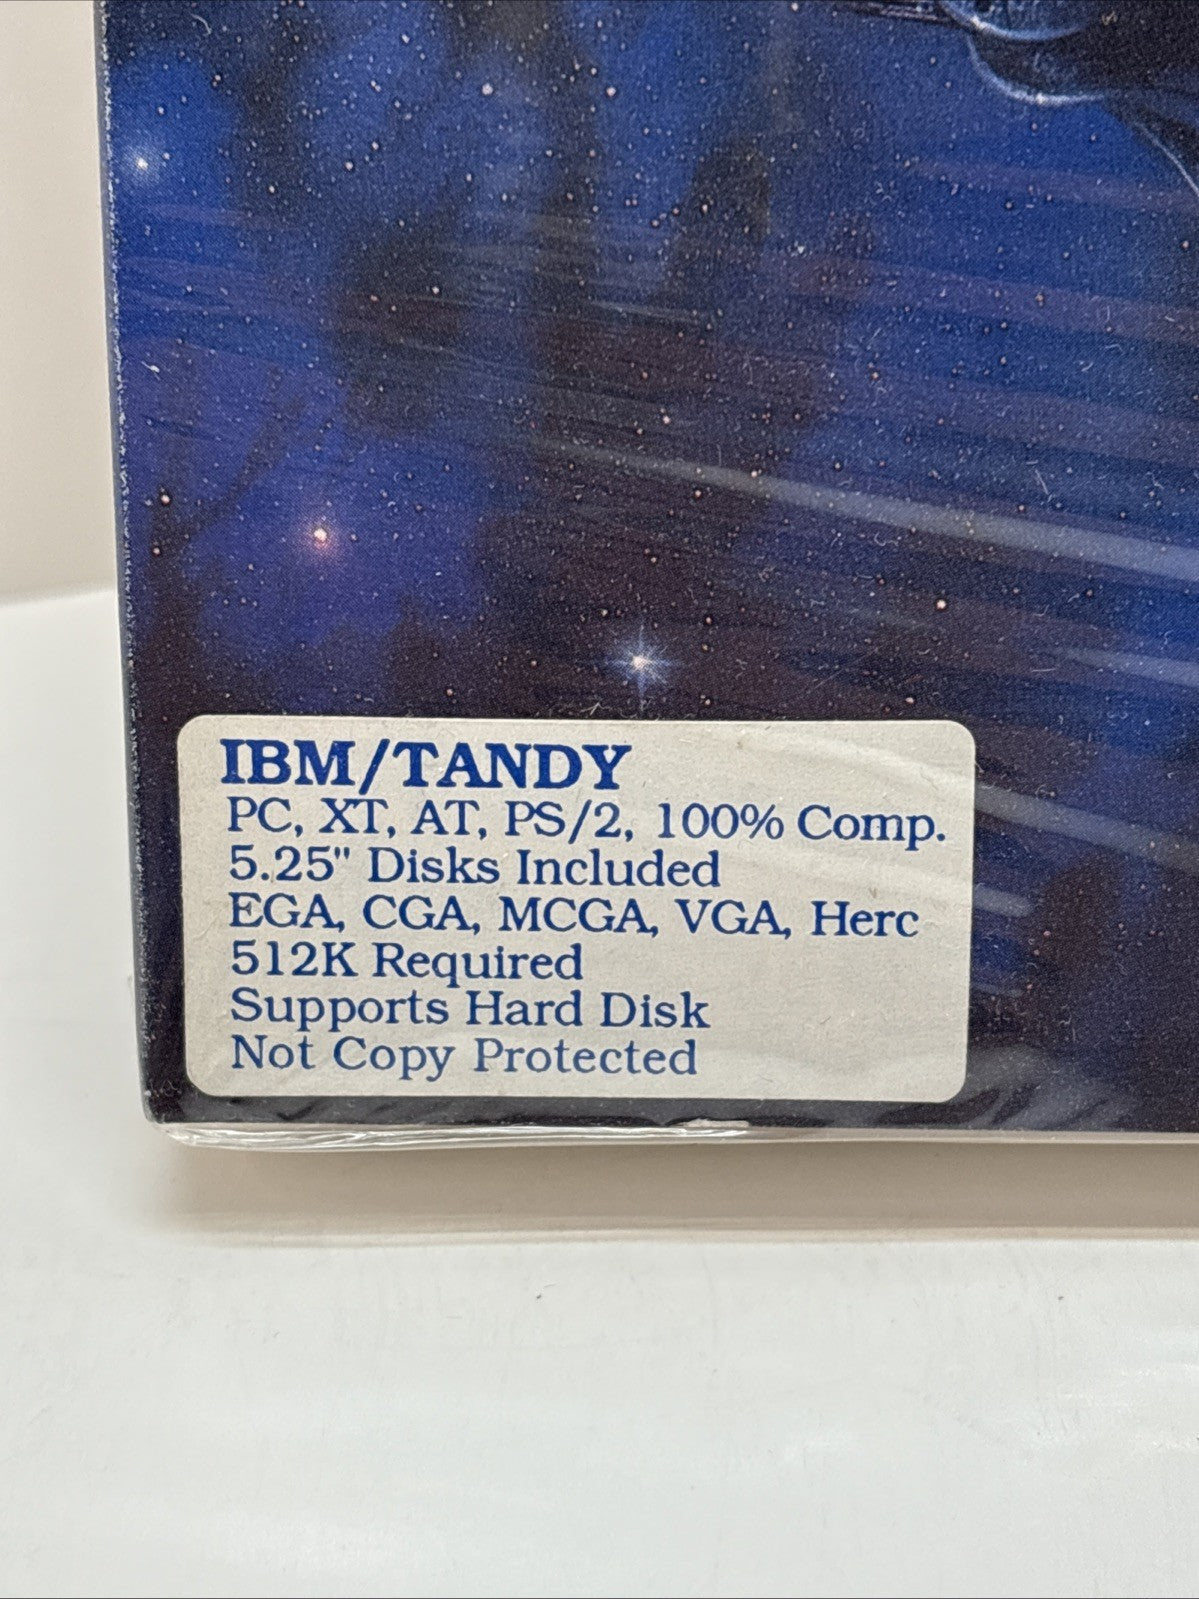 IBM/TANDY
PC, XT, AT, PS/2, 100% Comp.
5.25" Disks Included
EGA, CGA, MCGA, VGA, Herc
512K Required
Supports Hard Disk
Not Copy Protected